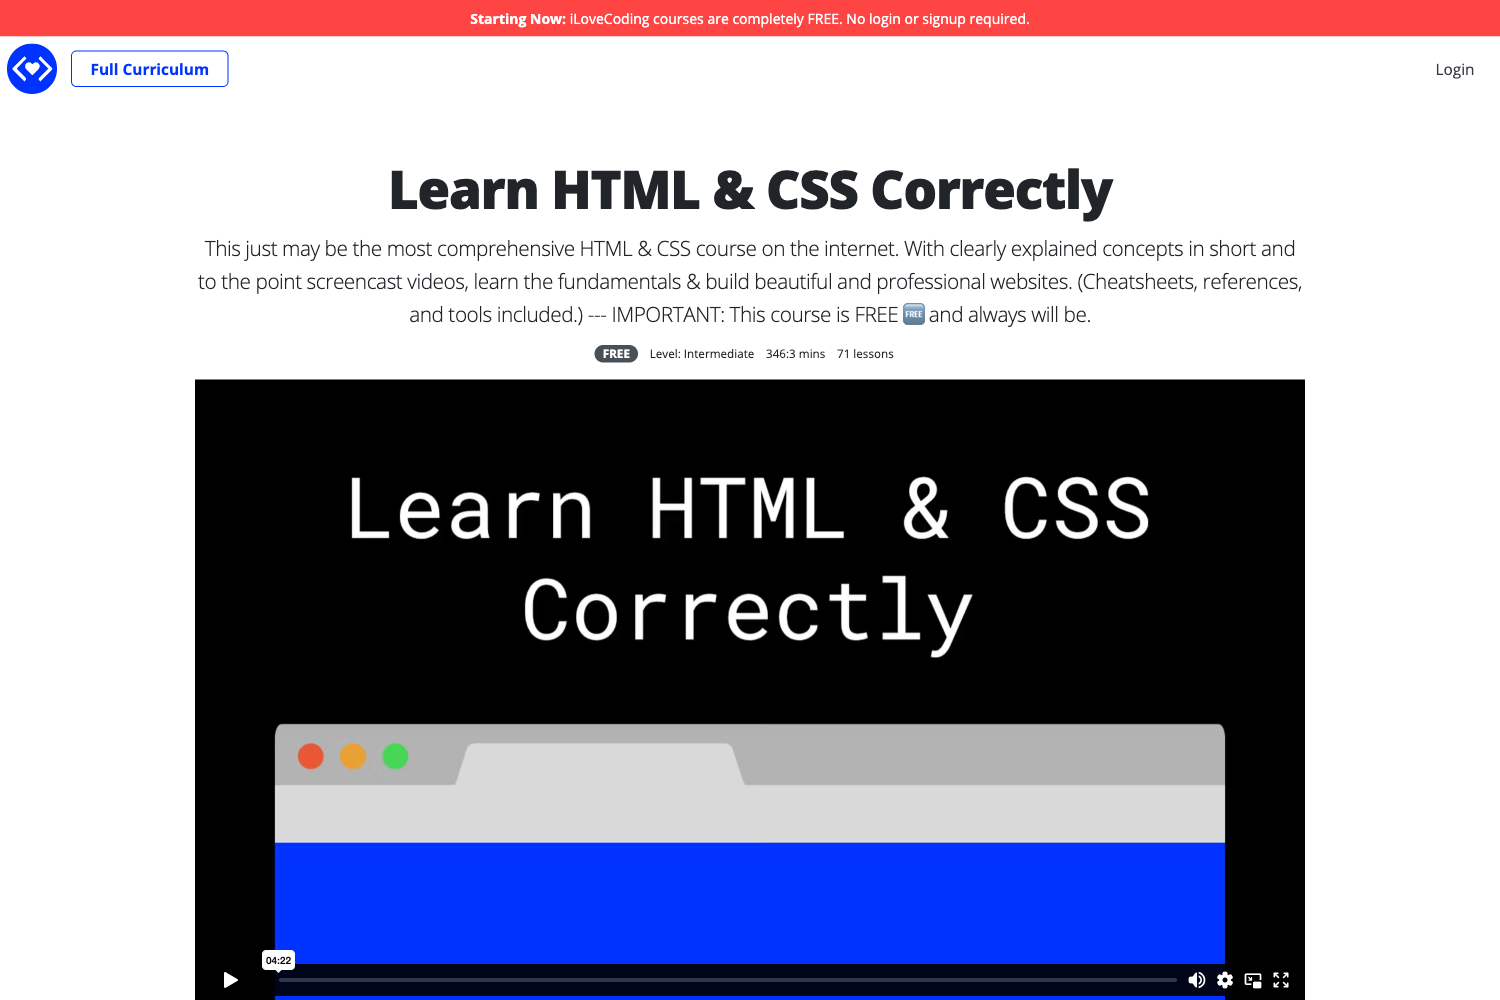 Starting Now: iLoveCoding courses are completely FREE. No login or signup required.
Full Curriculum
Login
Learn HTML & CSS Correctly
This just may be the most comprehensive HTML & CSS course on the internet. With clearly explained concepts in short and
to the point screencast videos, learn the fundamentals & build beautiful and professional websites. (Cheatsheets, references,
and tools included.) --- IMPORTANT: This course is FREE 🆓 and always will be.
FREE Level: Intermediate 346:3 mins 71 lessons
Learn HTML & CSS
Correctly
04:22